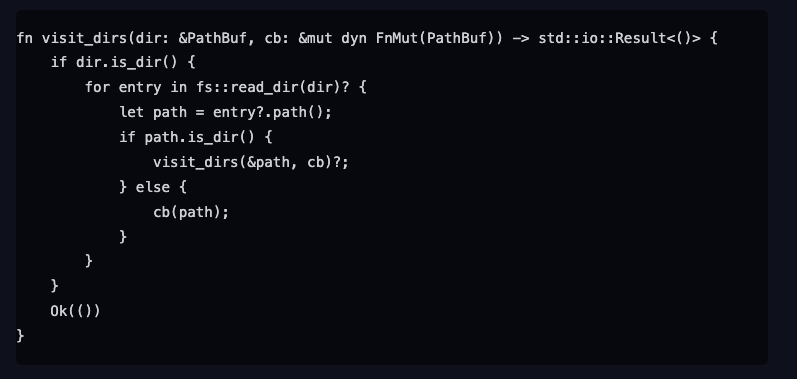 fn visit_dirs(dir: &PathBuf, cb: &mut dyn FnMut(PathBuf)) -> std::io::Result<()> {
    if dir.is_dir() {
        for entry in fs::read_dir(dir)? {
            let path = entry?.path();
            if path.is_dir() {
                visit_dirs(&path, cb)?;
            } else {
                cb(path);
            }
        }
    }
    Ok(())
}